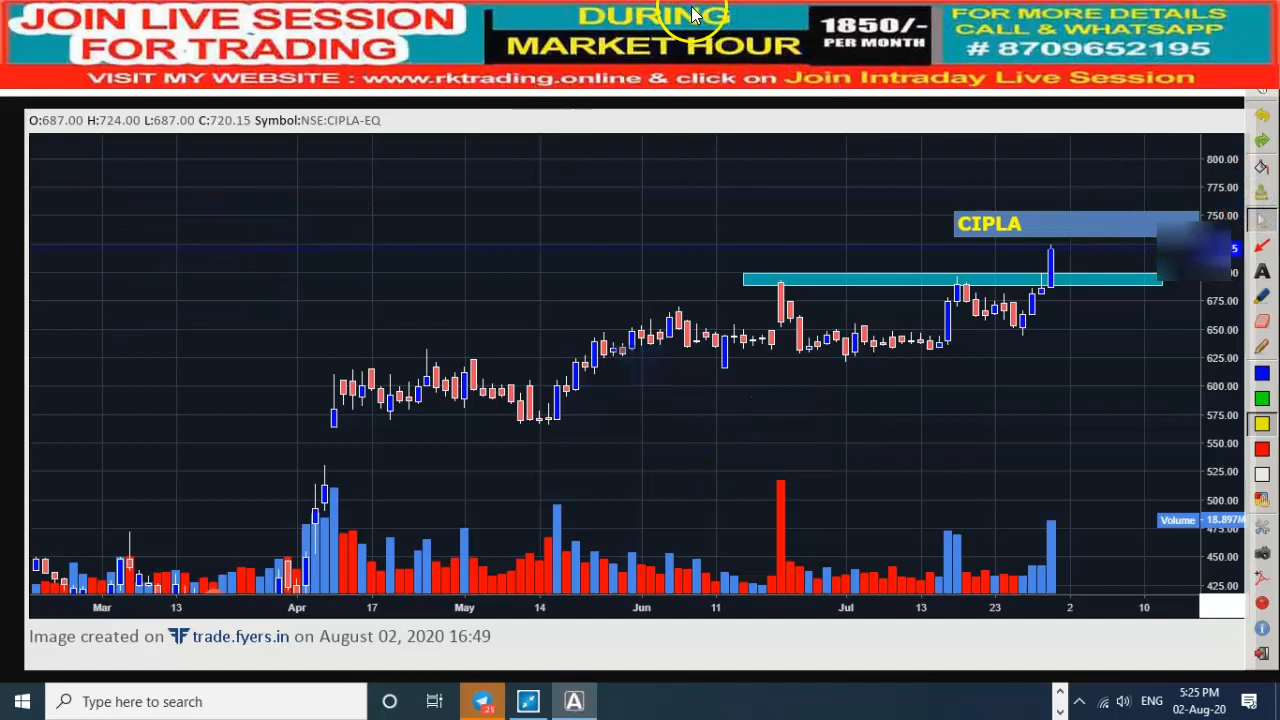 JOIN LIVE SESSION
FOR TRADING
DURING
MARKET HOUR
1850/-
PER MONTH
FOR MORE DETAILS
CALL & WHATSAPP
# 8709652195
VISIT MY WEBSITE : www.rktrading.online & click on Join Intraday Live Session
O:687.00 H:724.00 L:687.00 C:720.15 Symbol:NSE:CIPLA-EQ
800.00
775.00
750.00
CIPLA
5
675.00
650.00
625.00
600.00
575.00
550.00
525.00
500.00
Volume 18.897M
450.00
425.00
Mar 13 Apr 17 May 14 Jun 11 Jul 13 23 2 10
Image created on trade.fyers.in on August 02, 2020 16:49
Type here to search
25
ENG
5:25 PM
02-Aug-20